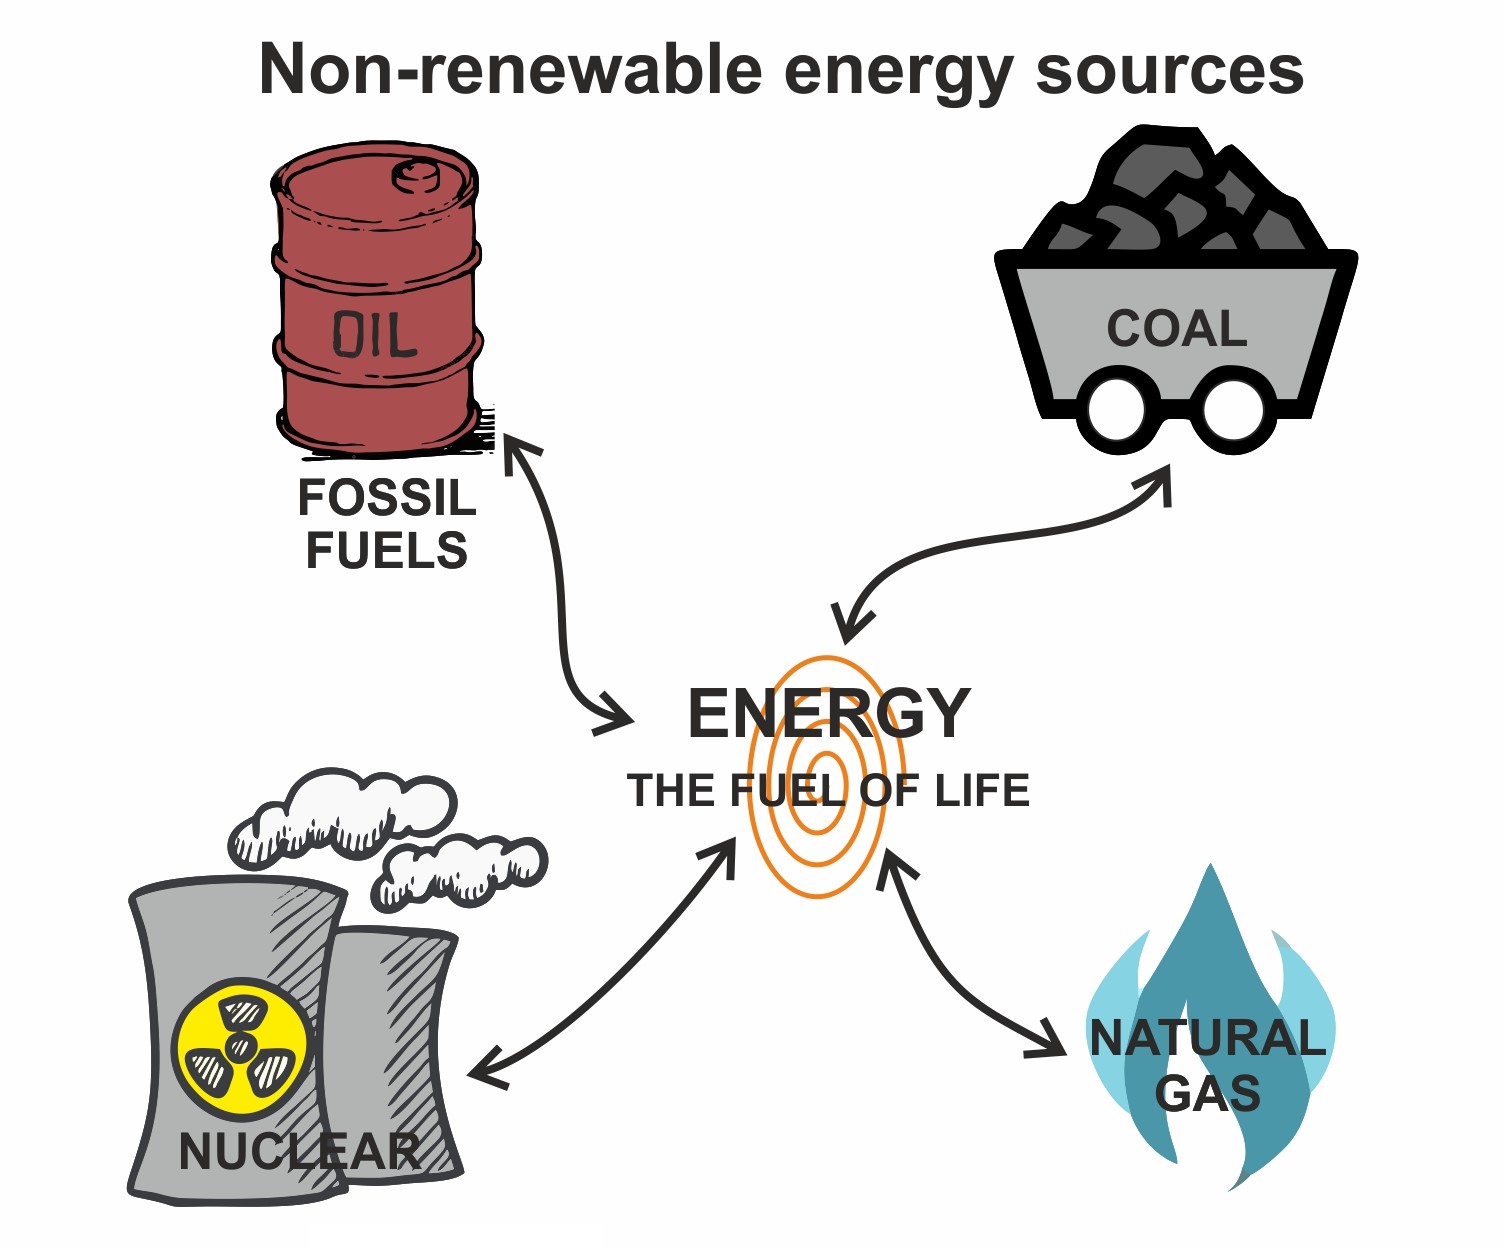 Non-renewable energy sources
OIL
FOSSIL
FUELS
COAL
ENERGY
THE FUEL OF LIFE
NUCLEAR
NATURAL
GAS